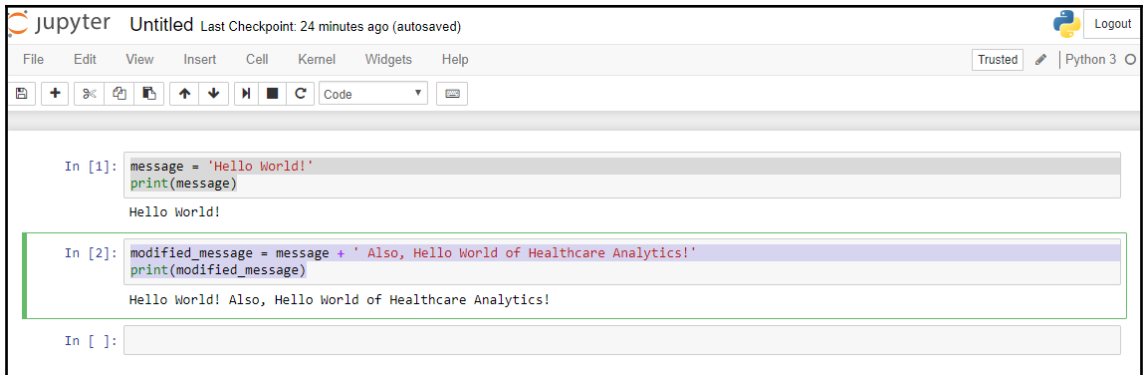 jupyter Untitled Last Checkpoint: 24 minutes ago (autosaved) Logout
File Edit View Insert Cell Kernel Widgets Help Trusted Python 3
Code
In [1]: message = 'Hello World!'
print(message)
Hello World!
In [2]: modified_message = message + ' Also, Hello World of Healthcare Analytics!'
print(modified_message)
Hello World! Also, Hello World of Healthcare Analytics!
In [ ]: